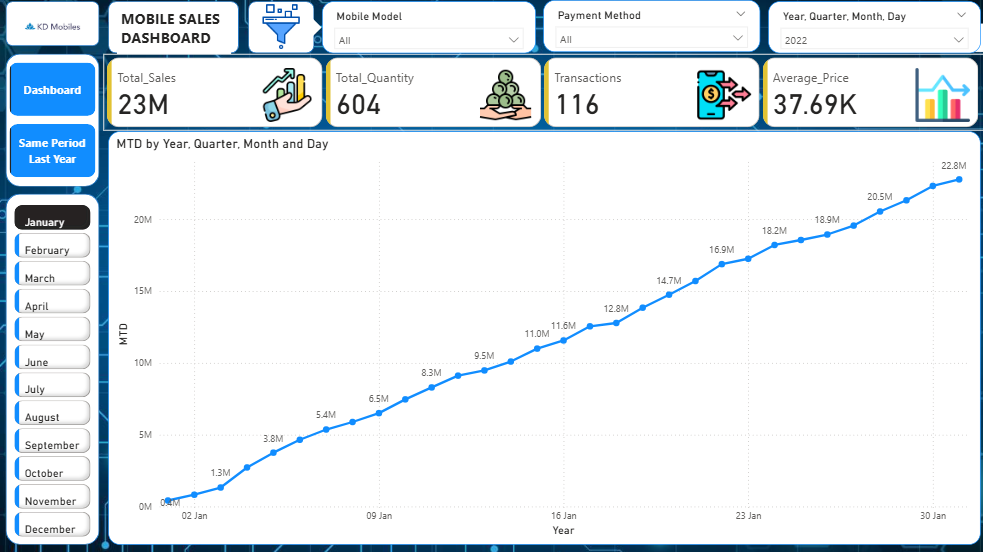 KD Mobiles
MOBILE SALES
DASHBOARD
Mobile Model
All
Payment Method
All
Year, Quarter, Month, Day
2022
Dashboard
Same Period
Last Year
Total_Sales
23M
Total_Quantity
604
Transactions
116
Average_Price
37.69K
January
February
March
April
May
June
July
August
September
October
November
December
MTD by Year, Quarter, Month and Day
MTD
20M
15M
10M
5M
0M
0.4M
1.3M
3.8M
5.4M
6.5M
8.3M
9.5M
11.0M
11.6M
12.8M
14.7M
16.9M
18.2M
18.9M
20.5M
22.8M
02 Jan
09 Jan
16 Jan
23 Jan
30 Jan
Year